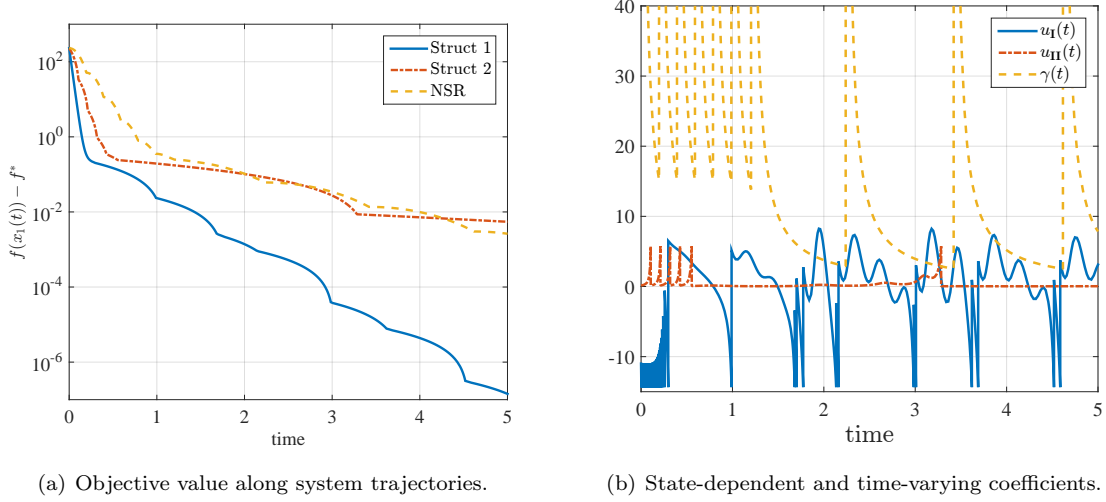 10^2
10^0
10^-2
10^-4
10^-6
f(x_1(t)) − f*
Struct 1
Struct 2
NSR
0 1 2 3 4 5
time
(a) Objective value along system trajectories.
40
30
20
10
0
-10
u_I(t)
u_II(t)
γ(t)
0 1 2 3 4 5
time
(b) State-dependent and time-varying coefficients.